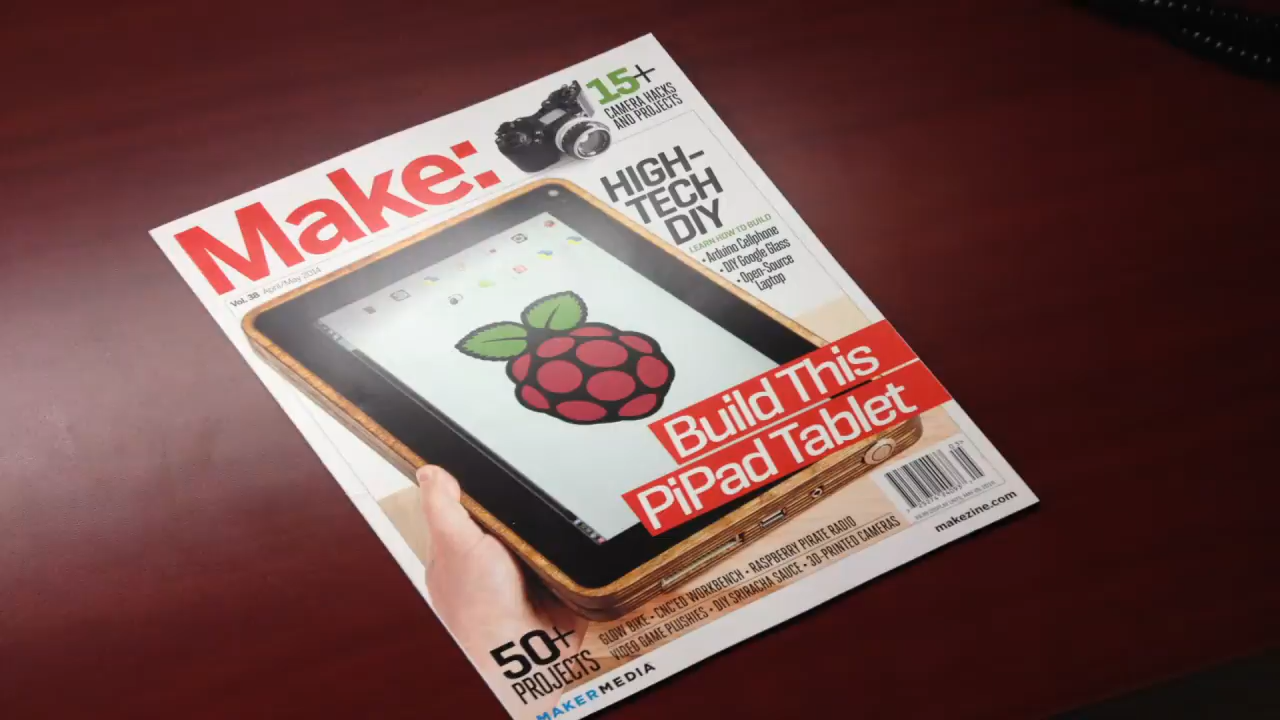 15+
CAMERA HACKS
AND PROJECTS
Make:
Vol. 38 April/May 2014
HIGH-
TECH
DIY
LEARN HOW TO BUILD
• Arduino Cellphone
• DIY Google Glass
• Open-Source
Laptop
Build This
PiPad Tablet
makezine.com
50+
PROJECTS
GLOW BIKE • CNC'ED WORKBENCH • RASPBERRY PIRATE RADIO
VIDEO GAME PLUSHIES • DIY SRIRACHA SAUCE • 3D-PRINTED CAMERAS
MAKERMEDIA